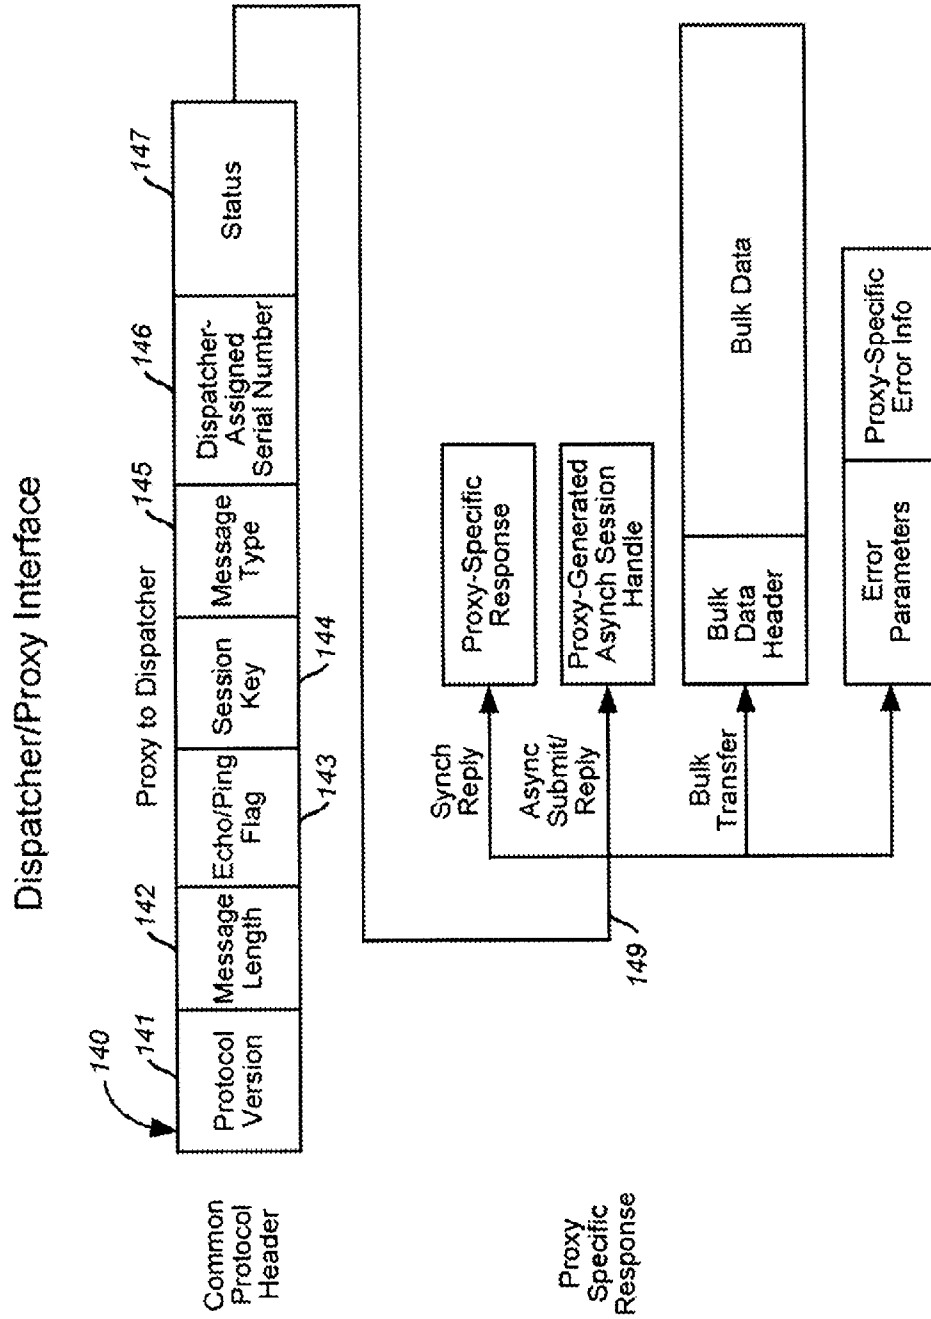 Dispatcher/Proxy Interface
Proxy to Dispatcher
140
141
142
145
146
147
Common
Protocol
Header
Protocol
Version
Message
Length
Echo/Ping
Flag
Session
Key
Message
Type
Dispatcher-
Assigned
Serial Number
Status
143
144
Proxy
Specific
Response
149
Synch
Reply
Proxy-Specific
Response
Async
Submit/
Reply
Proxy-Generated
Asynch Session
Handle
Bulk
Transfer
Bulk
Data
Header
Bulk Data
Error
Parameters
Proxy-Specific
Error Info